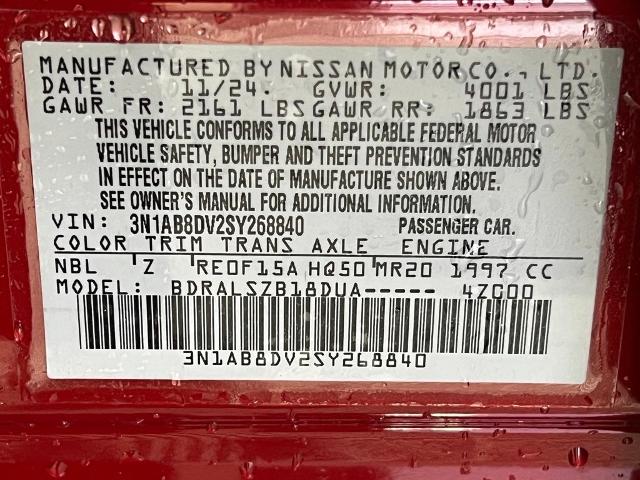 MANUFACTURED BY NISSAN MOTOR CO., LTD.
DATE: 11/24. GVWR: 4001 LBS
GAWR FR: 2161 LBS GAWR RR: 1863 LBS
THIS VEHICLE CONFORMS TO ALL APPLICABLE FEDERAL MOTOR
VEHICLE SAFETY, BUMPER AND THEFT PREVENTION STANDARDS
IN EFFECT ON THE DATE OF MANUFACTURE SHOWN ABOVE.
SEE OWNER'S MANUAL FOR ADDITIONAL INFORMATION.
VIN: 3N1AB8DV2SY268840 PASSENGER CAR.
COLOR TRIM TRANS AXLE ENGINE
NBL Z RE0F15A HQ50 MR20 1997 CC
MODEL: BDRALSZB18DUA----- 4ZG00
3N1AB8DV2SY268840